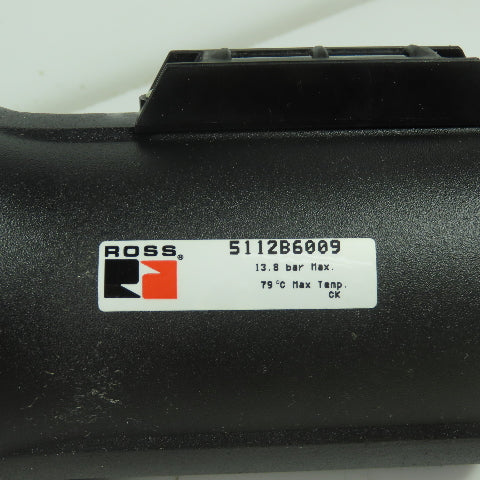 ROSS®
5112B6009
13.8 bar Max.
79°C Max Temp.
CK